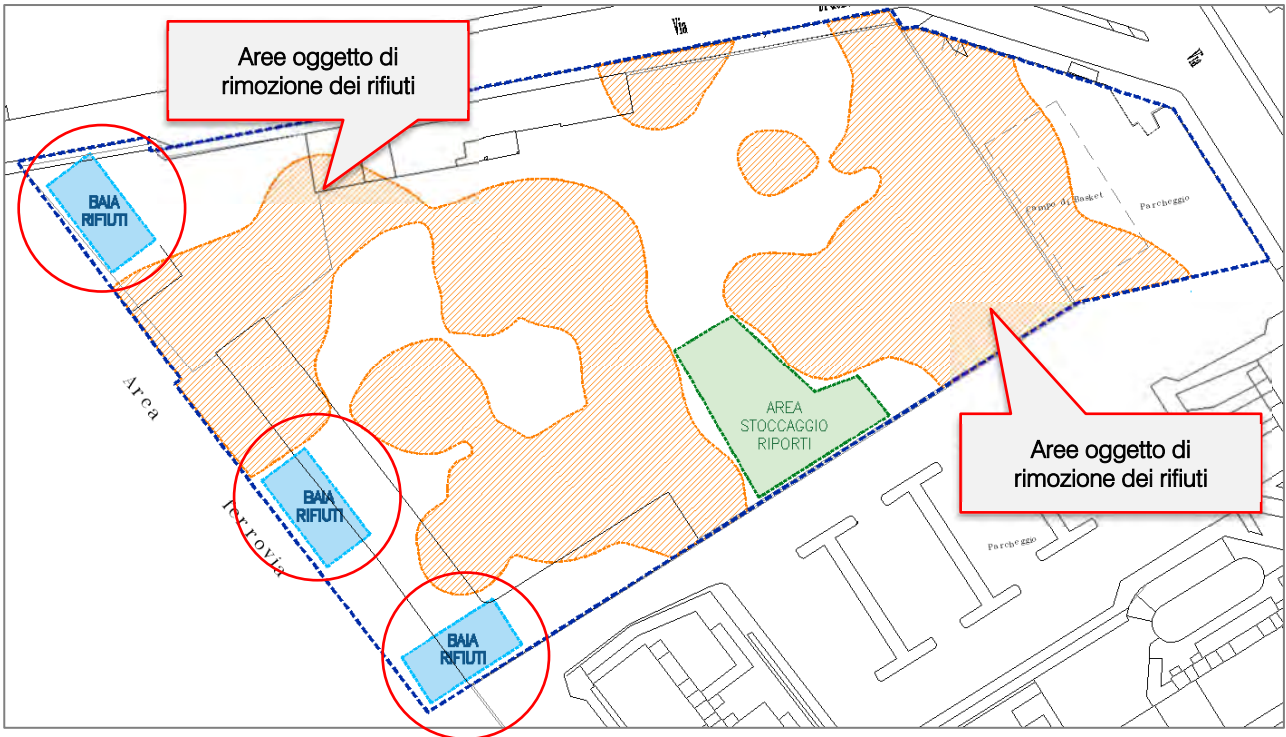 Via
Aree oggetto di
rimozione dei rifiuti
Via
BAIA
RIFIUTI
Campo di Basket
Parcheggio
Area
ferrovia
AREA
STOCCAGGIO
RIPORTI
Aree oggetto di
rimozione dei rifiuti
BAIA
RIFIUTI
Parcheggio
BAIA
RIFIUTI